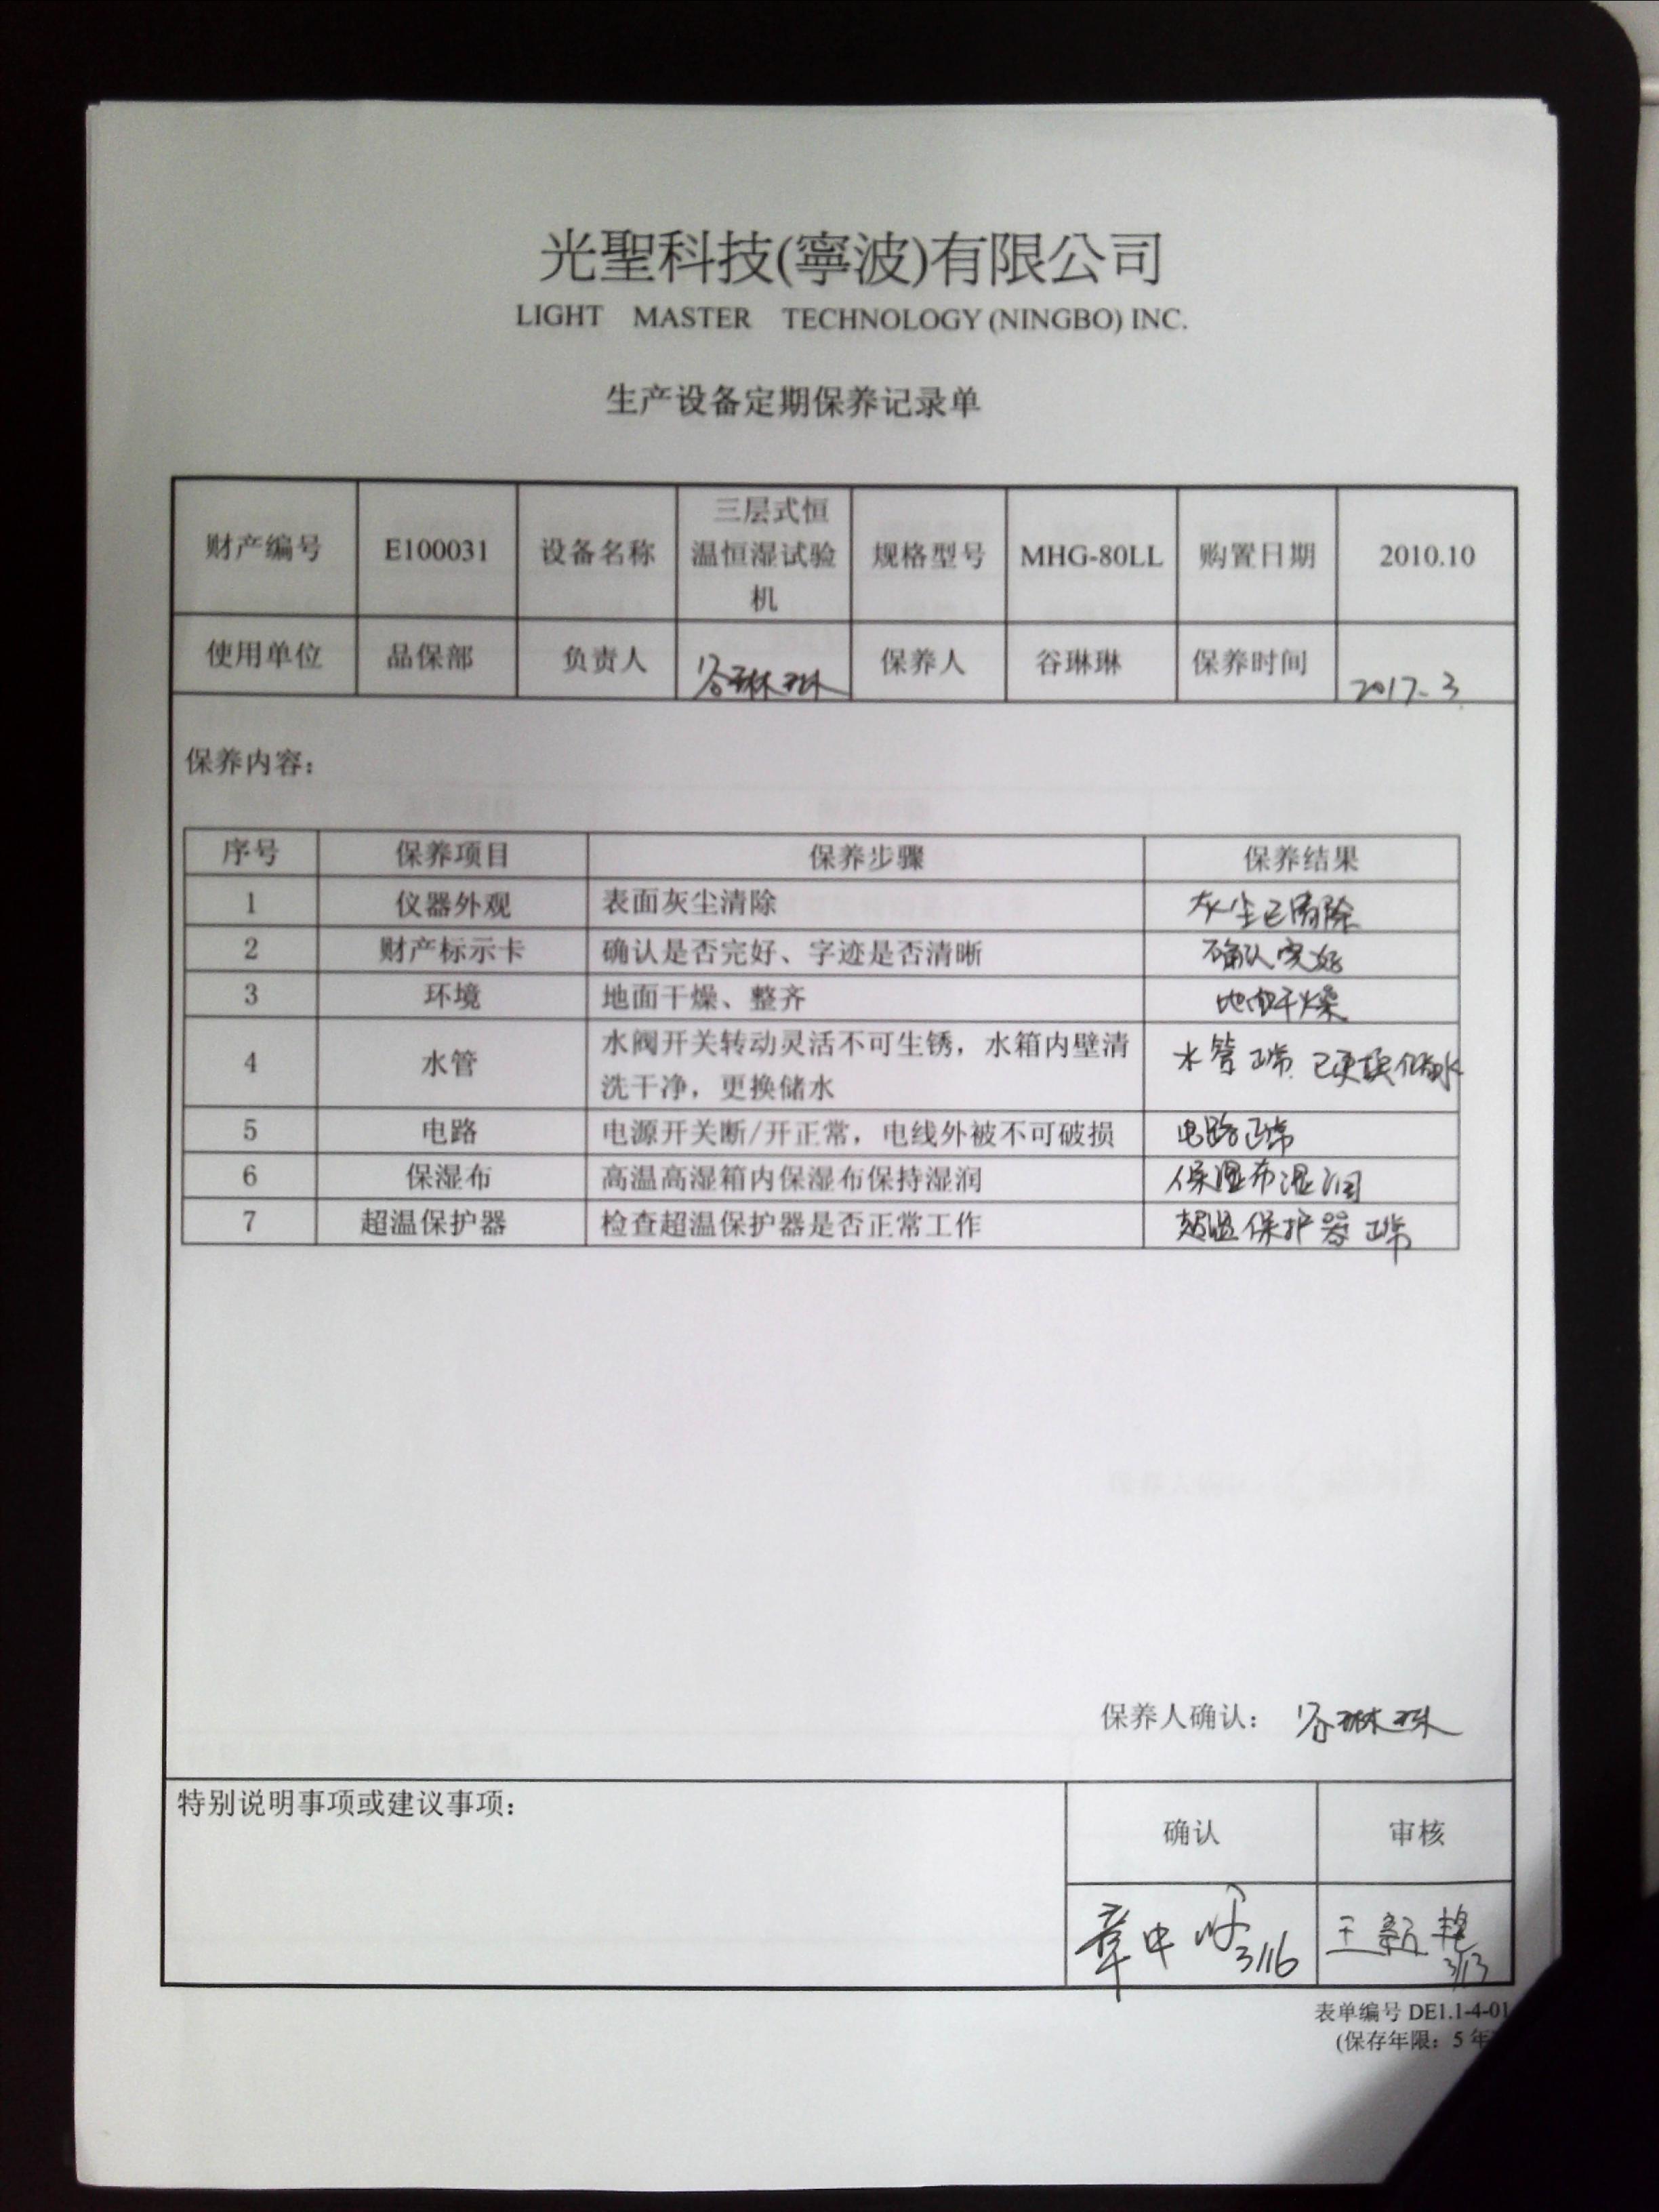 光聖科技(寧波)有限公司
LIGHT MASTER TECHNOLOGY (NINGBO) INC.
生产设备定期保养记录单
财产编号 E100031 设备名称 三层式恒温恒湿试验机 规格型号 MHG-80LL 购置日期 2010.10
使用单位 品保部 负责人 谷琳琳 保养人 谷琳琳 保养时间 2017.3
保养内容：
序号 保养项目 保养步骤 保养结果
1 仪器外观 表面灰尘清除 灰尘已清除
2 财产标示卡 确认是否完好、字迹是否清晰 确认完好
3 环境 地面干燥、整齐 地面干燥
4 水管 水阀开关转动灵活不可生锈，水箱内壁清 水管正常.已更换储水
洗干净，更换储水
5 电路 电源开关断/开正常，电线外被不可破损 电路正常
6 保湿布 高温高湿箱内保湿布保持湿润 保湿布湿润
7 超温保护器 检查超温保护器是否正常工作 超温保护器正常
保养人确认： 谷琳琳
特别说明事项或建议事项：
确认 审核
章中 3/16 王新艳 3/13
表单编号 DE1.1-4-01
(保存年限：5 年